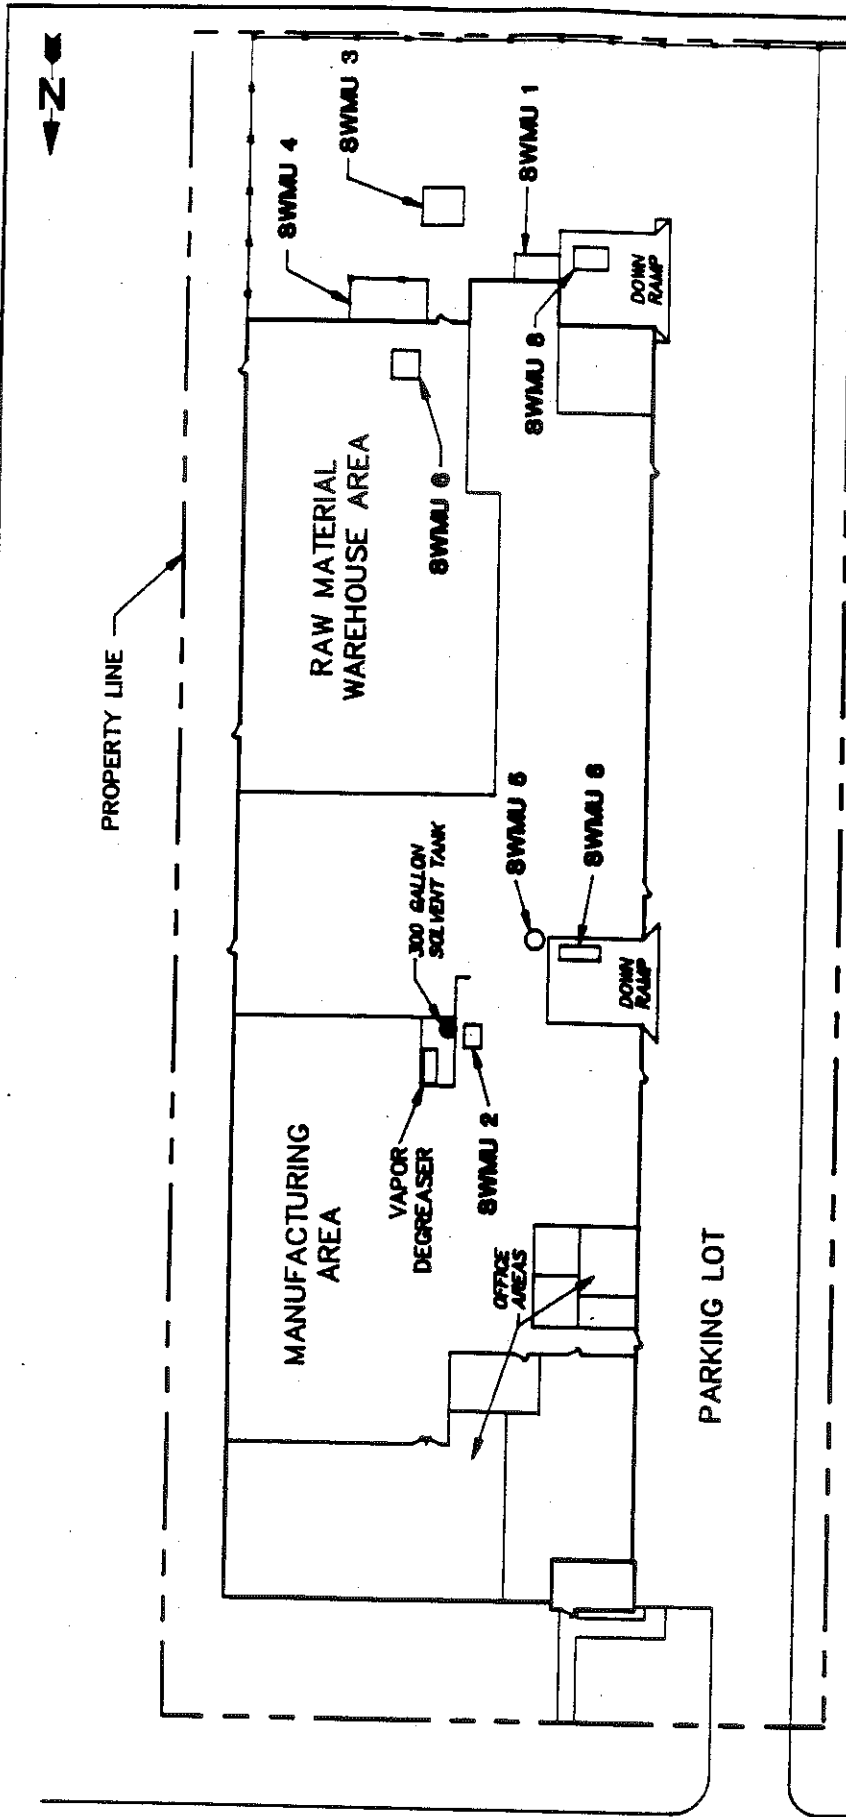 N
PROPERTY LINE
SWMU 4
SWMU 3
MANUFACTURING
AREA
RAW MATERIAL
WAREHOUSE AREA
VAPOR
DEGREASER
300 GALLON
SOLVENT TANK
SWMU 6
SWMU 2
OFFICE
AREAS
SWMU 5
SWMU 1
SWMU 8
SWMU 8
DOWN
RAMP
DOWN
RAMP
PARKING LOT